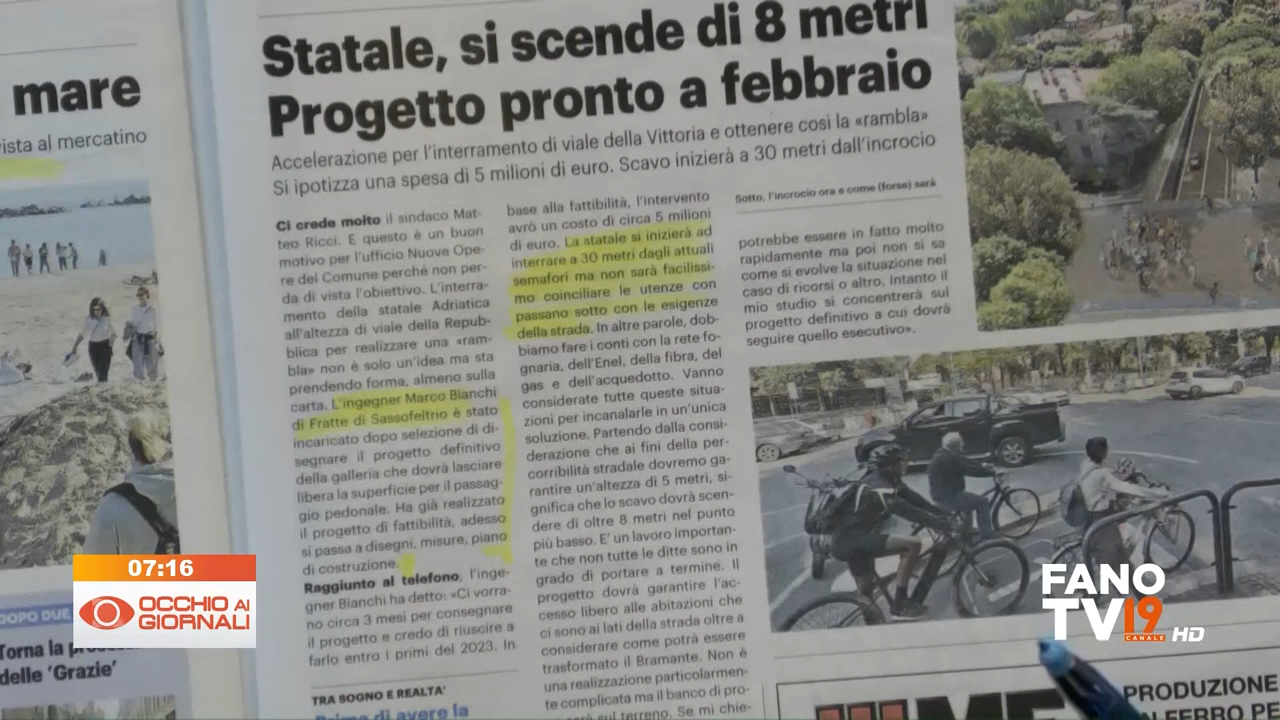 mare
vista al mercatino
Statale, si scende di 8 metri
Progetto pronto a febbraio
Accelerazione per l'interramento di viale della Vittoria e ottenere così la «rambla»
Si ipotizza una spesa di 5 milioni di euro. Scavo inizierà a 30 metri dall'incrocio
Ci crede molto il sindaco Mat-
teo Ricci. E questo è un buon
motivo per l'ufficio Nuove Ope-
re del Comune perché non per-
da di vista l'obiettivo. L'interra-
mento della statale Adriatica
all'altezza di viale della Repub-
blica per realizzare una «ram-
bla» non è solo un'idea ma sta
prendendo forma, almeno sulla
carta. L'ingegner Marco Bianchi
di Fratte di Sassofeltrio è stato
incaricato dopo selezione di di-
segnare il progetto definitivo
della galleria che dovrà lasciare
libera la superficie per il passag-
gio pedonale. Ha già realizzato
il progetto di fattibilità, adesso
si passa a disegni, misure, piano
di costruzione.
Raggiunto al telefono, l'inge-
gner Bianchi ha detto: «Ci vorra-
no circa 3 mesi per consegnare
il progetto e credo di riuscire a
farlo entro i primi del 2023. In
base alla fattibilità, l'intervento
avrò un costo di circa 5 milioni
di euro. La statale si inizierà ad
interrare a 30 metri dagli attuali
semafori ma non sarà facilissi-
mo coinciliare le utenze con
passano sotto con le esigenze
della strada. In altre parole, dob-
biamo fare i conti con la rete fo-
gnaria, dell'Enel, della fibra, del
gas e dell'acquedotto. Vanno
considerate tutte queste situa-
zioni per incanalarle in un'unica
soluzione. Partendo dalla consi-
derazione che ai fini della per-
corribilità stradale dovremo ga-
rantire un'altezza di 5 metri, si-
gnifica che lo scavo dovrà scen-
dere di oltre 8 metri nel punto
più basso. E' un lavoro importan-
te che non tutte le ditte sono in
grado di portare a termine. Il
progetto dovrà garantire l'ac-
cesso libero alle abitazioni che
ci sono ai lati della strada oltre a
considerare come potrà essere
trasformato il Bramante. Non è
una realizzazione particolarmen-
te complicata ma il banco di pro-
sul terreno. Se mi chie-
Sotto, l'incrocio ora e come (forse) sarà
potrebbe essere in fatto molto
rapidamente ma poi non si sa
come si evolve la situazione nel
caso di ricorsi o altro. Intanto il
mio studio si concentrerà sul
progetto definitivo a cui dovrà
seguire quello esecutivo».
TRA SOGNO E REALTA'
Prima di avere la
DOPO DUE
Torna la
delle 'Grazie'
07:16
OCCHIO AI
GIORNALI
FANO
TV19
CANALE
HD
PRODUZIONE